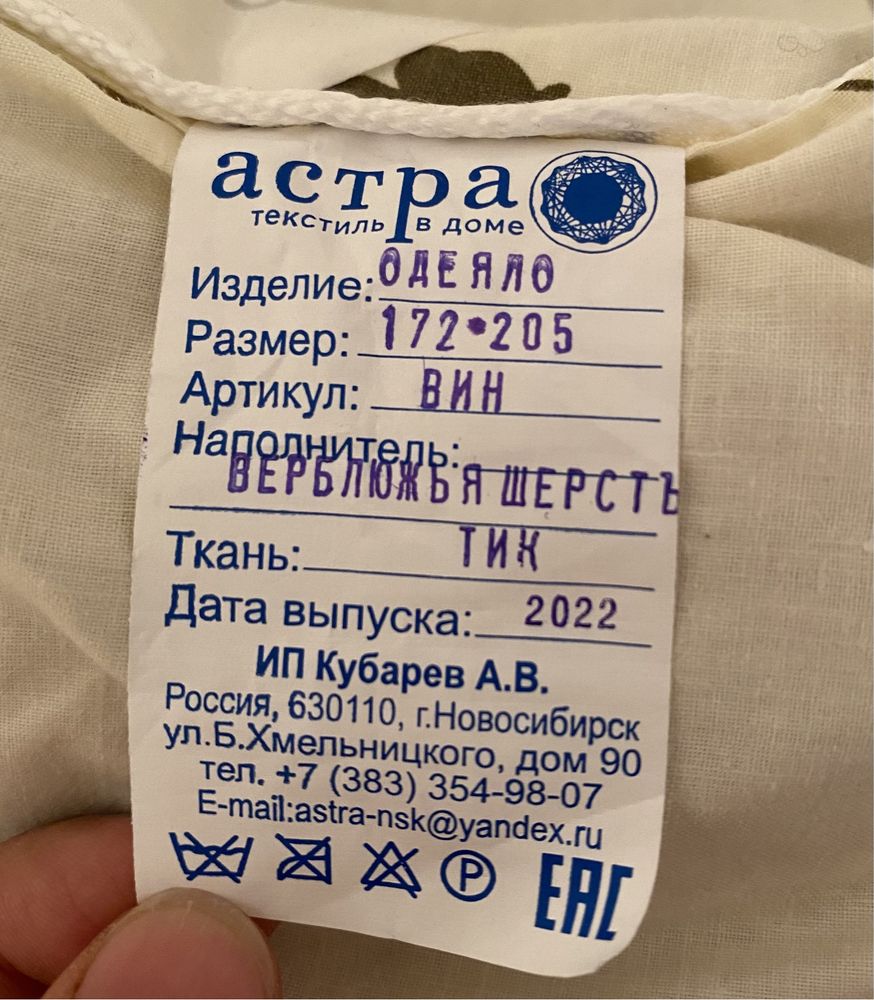 астра
текстиль в доме
Изделие: ОДЕЯЛО
Размер: 172*205
Артикул: ВИН
Наполнитель:
ВЕРБЛЮЖЬЯ ШЕРСТЬ
Ткань: ТИК
Дата выпуска: 2022
ИП Кубарев А.В.
Россия, 630110, г.Новосибирск
ул.Б.Хмельницкого, дом 90
тел. +7 (383) 354-98-07
E-mail:astra-nsk@yandex.ru
P EAC